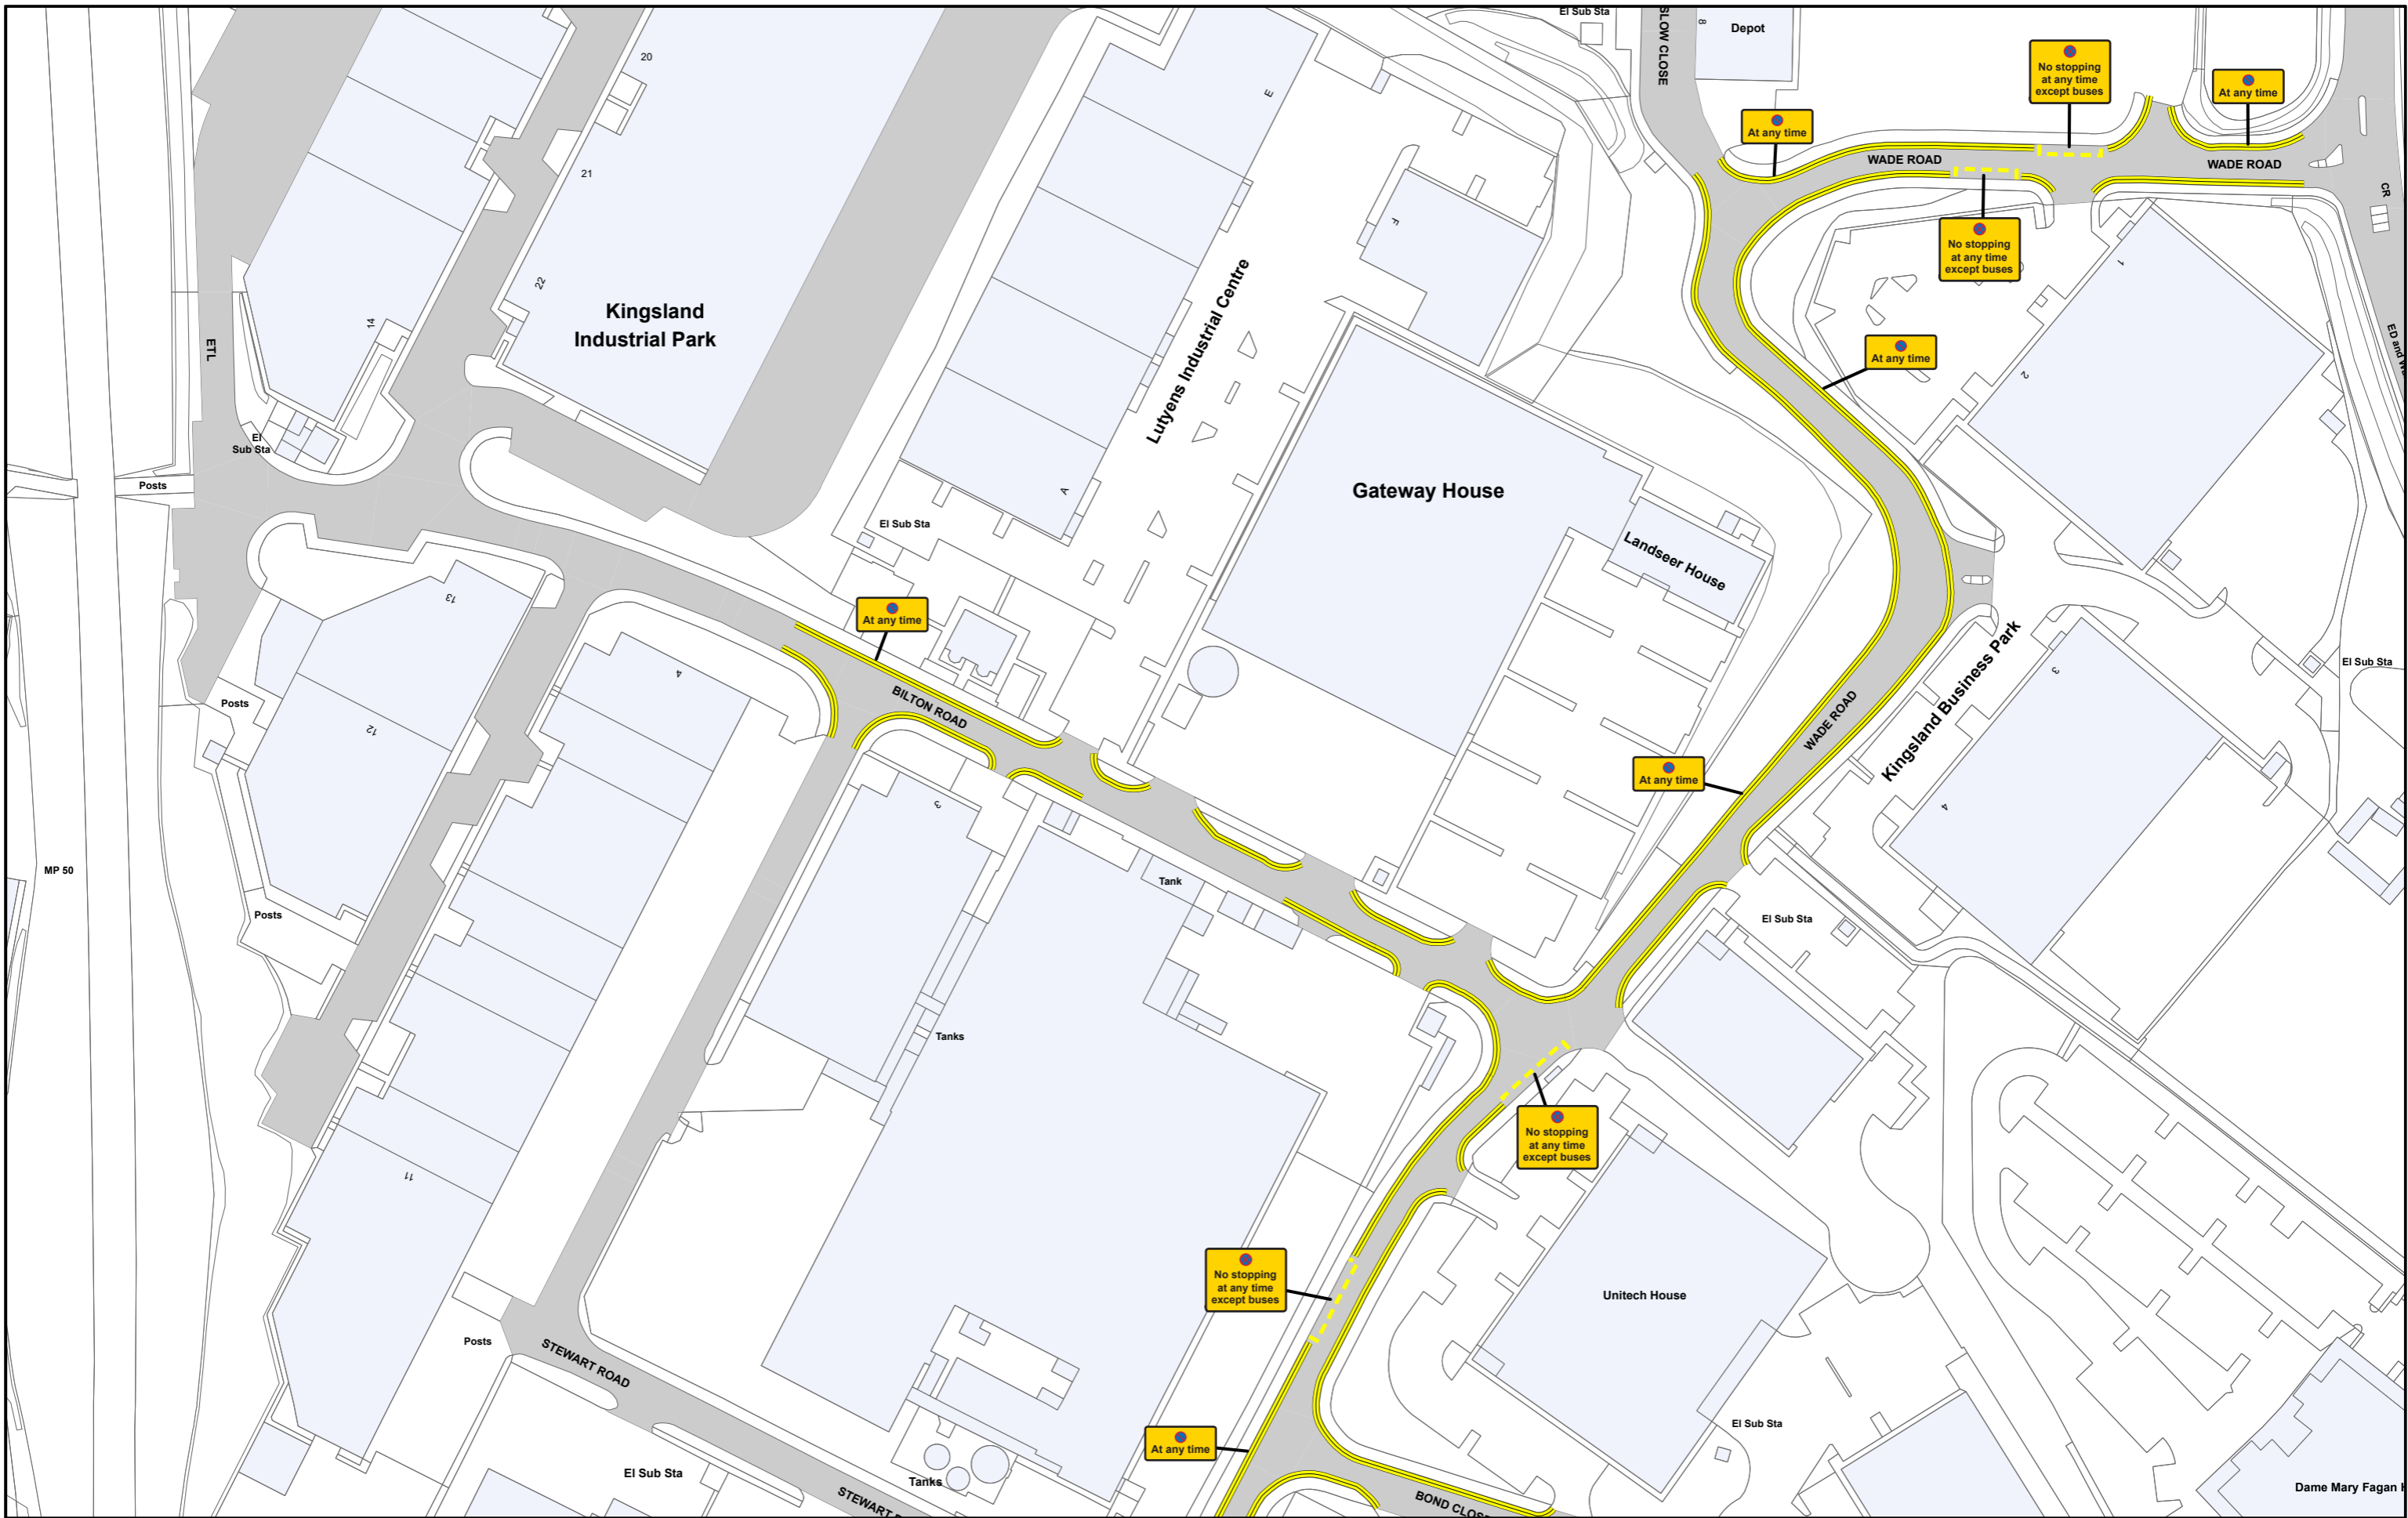 El Sub Sta
SLOW CLOSE
8
Depot
20
E
No stopping
at any time
except buses
At any time
At any time
WADE ROAD
WADE ROAD
21
CR
F
22
No stopping
at any time
except buses
1
Kingsland
Industrial Park
14
ETL
Lutyens Industrial Centre
At any time
2
El
Sub Sta
Posts
A
Gateway House
El Sub Sta
Landseer House
13
At any time
4
BILTON ROAD
Posts
12
WADE ROAD
Kingsland Business Park
3
El Sub Sta
At any time
3
4
MP 50
Tank
Posts
El Sub Sta
Tanks
No stopping
at any time
except buses
11
No stopping
at any time
except buses
Unitech House
Posts
STEWART ROAD
At any time
El Sub Sta
El Sub Sta
Tanks
STEWART
BOND CLOSE
Dame Mary Fagan